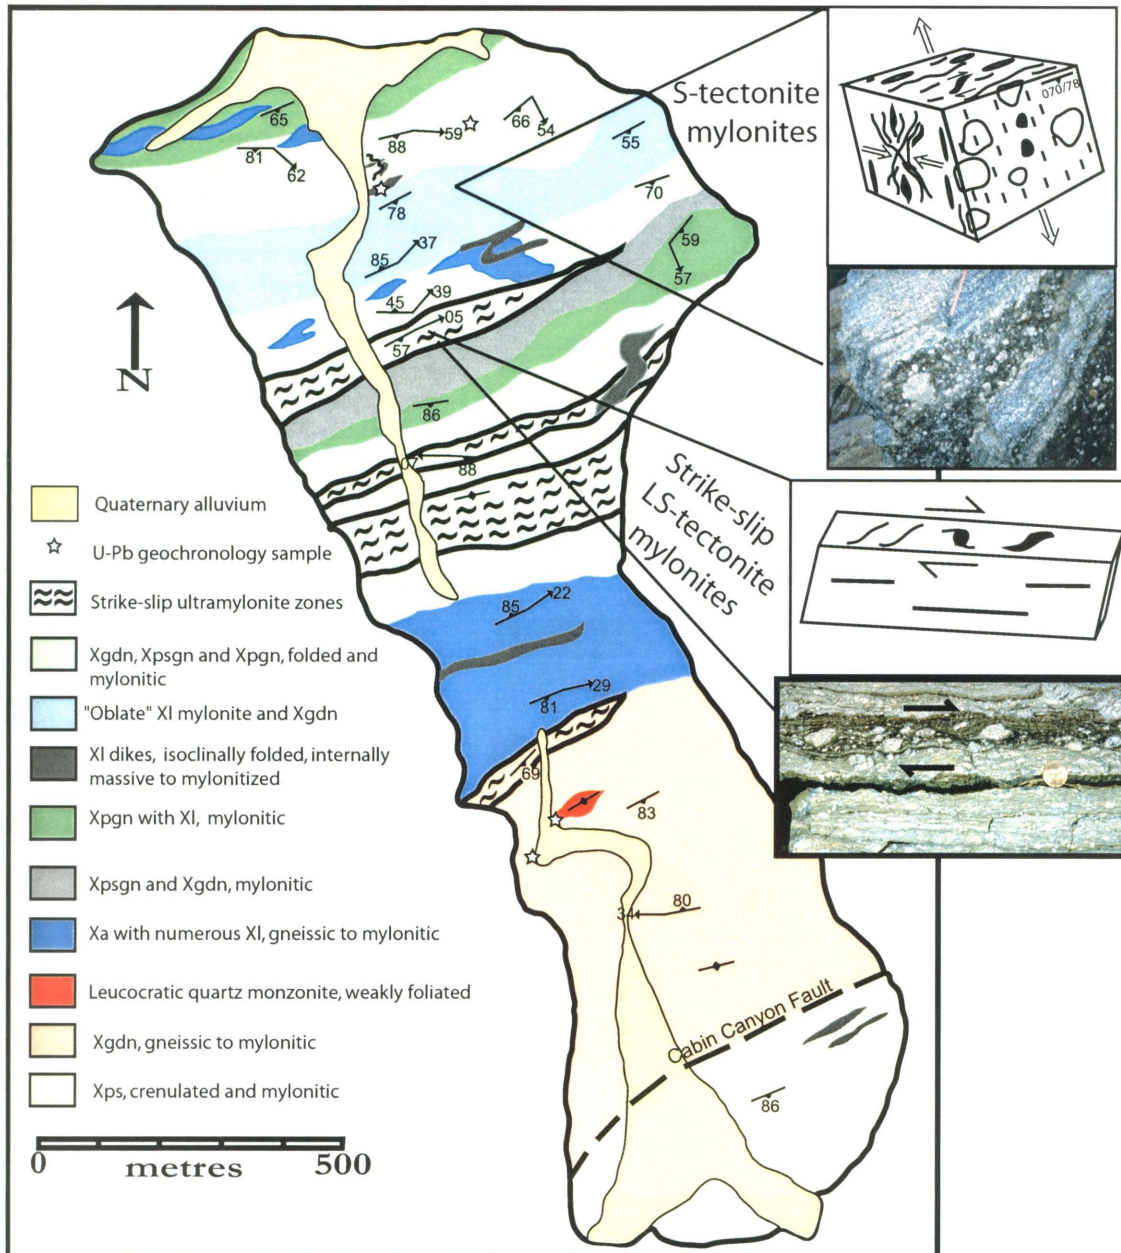 S-tectonite
mylonites
070/78
65
81
62
88
59
66
54
55
70
78
85
37
45
39
05
57
59
57
86
07
88
N
Strike-slip
LS-tectonite
mylonites
85
22
81
29
69
83
34
80
Cabin Canyon Fault
86
Quaternary alluvium
U-Pb geochronology sample
Strike-slip ultramylonite zones
Xgdn, Xpsgn and Xpgn, folded and
mylonitic
"Oblate" Xl mylonite and Xgdn
Xl dikes, isoclinally folded, internally
massive to mylonitized
Xpgn with Xl, mylonitic
Xpsgn and Xgdn, mylonitic
Xa with numerous Xl, gneissic to mylonitic
Leucocratic quartz monzonite, weakly foliated
Xgdn, gneissic to mylonitic
Xps, crenulated and mylonitic
0 metres 500